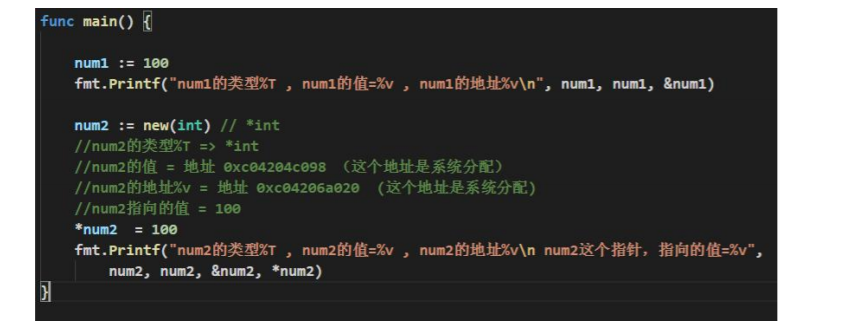 func main() {
num1 := 100
fmt.Printf("num1的类型%T , num1的值=%v , num1的地址%v\n", num1, num1, &num1)
num2 := new(int) // *int
//num2的类型%T => *int
//num2的值 = 地址 0xc04204c098 （这个地址是系统分配）
//num2的地址%v = 地址 0xc04206a020 (这个地址是系统分配)
//num2指向的值 = 100
*num2 = 100
fmt.Printf("num2的类型%T , num2的值=%v , num2的地址%v\n num2这个指针，指向的值=%v",
num2, num2, &num2, *num2)
}